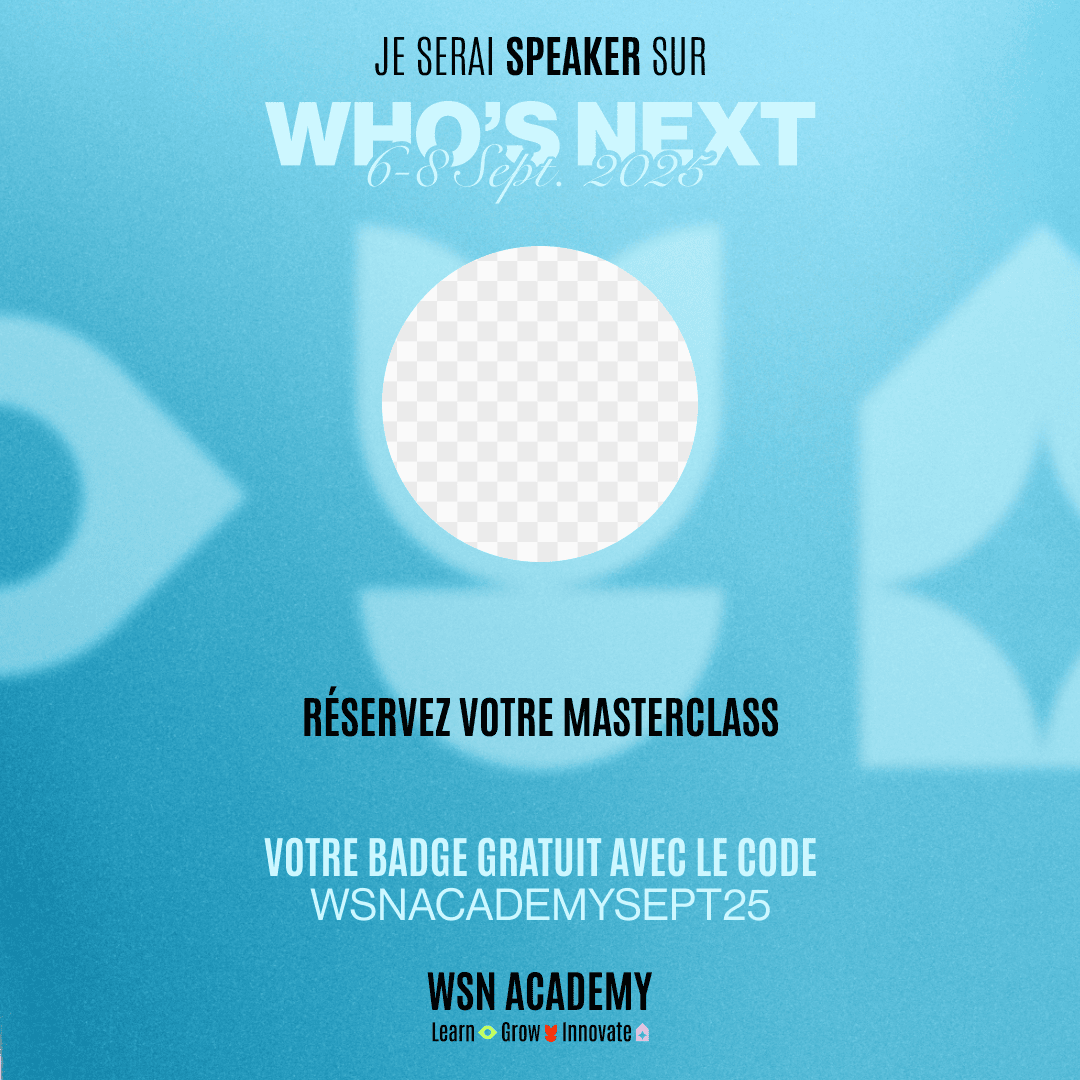 JE SERAI SPEAKER SUR
WHO'S NEXT
6-8 Sept. 2025
RÉSERVEZ VOTRE MASTERCLASS
VOTRE BADGE GRATUIT AVEC LE CODE
WSNACADEMYSEPT25
WSN ACADEMY
Learn Grow Innovate